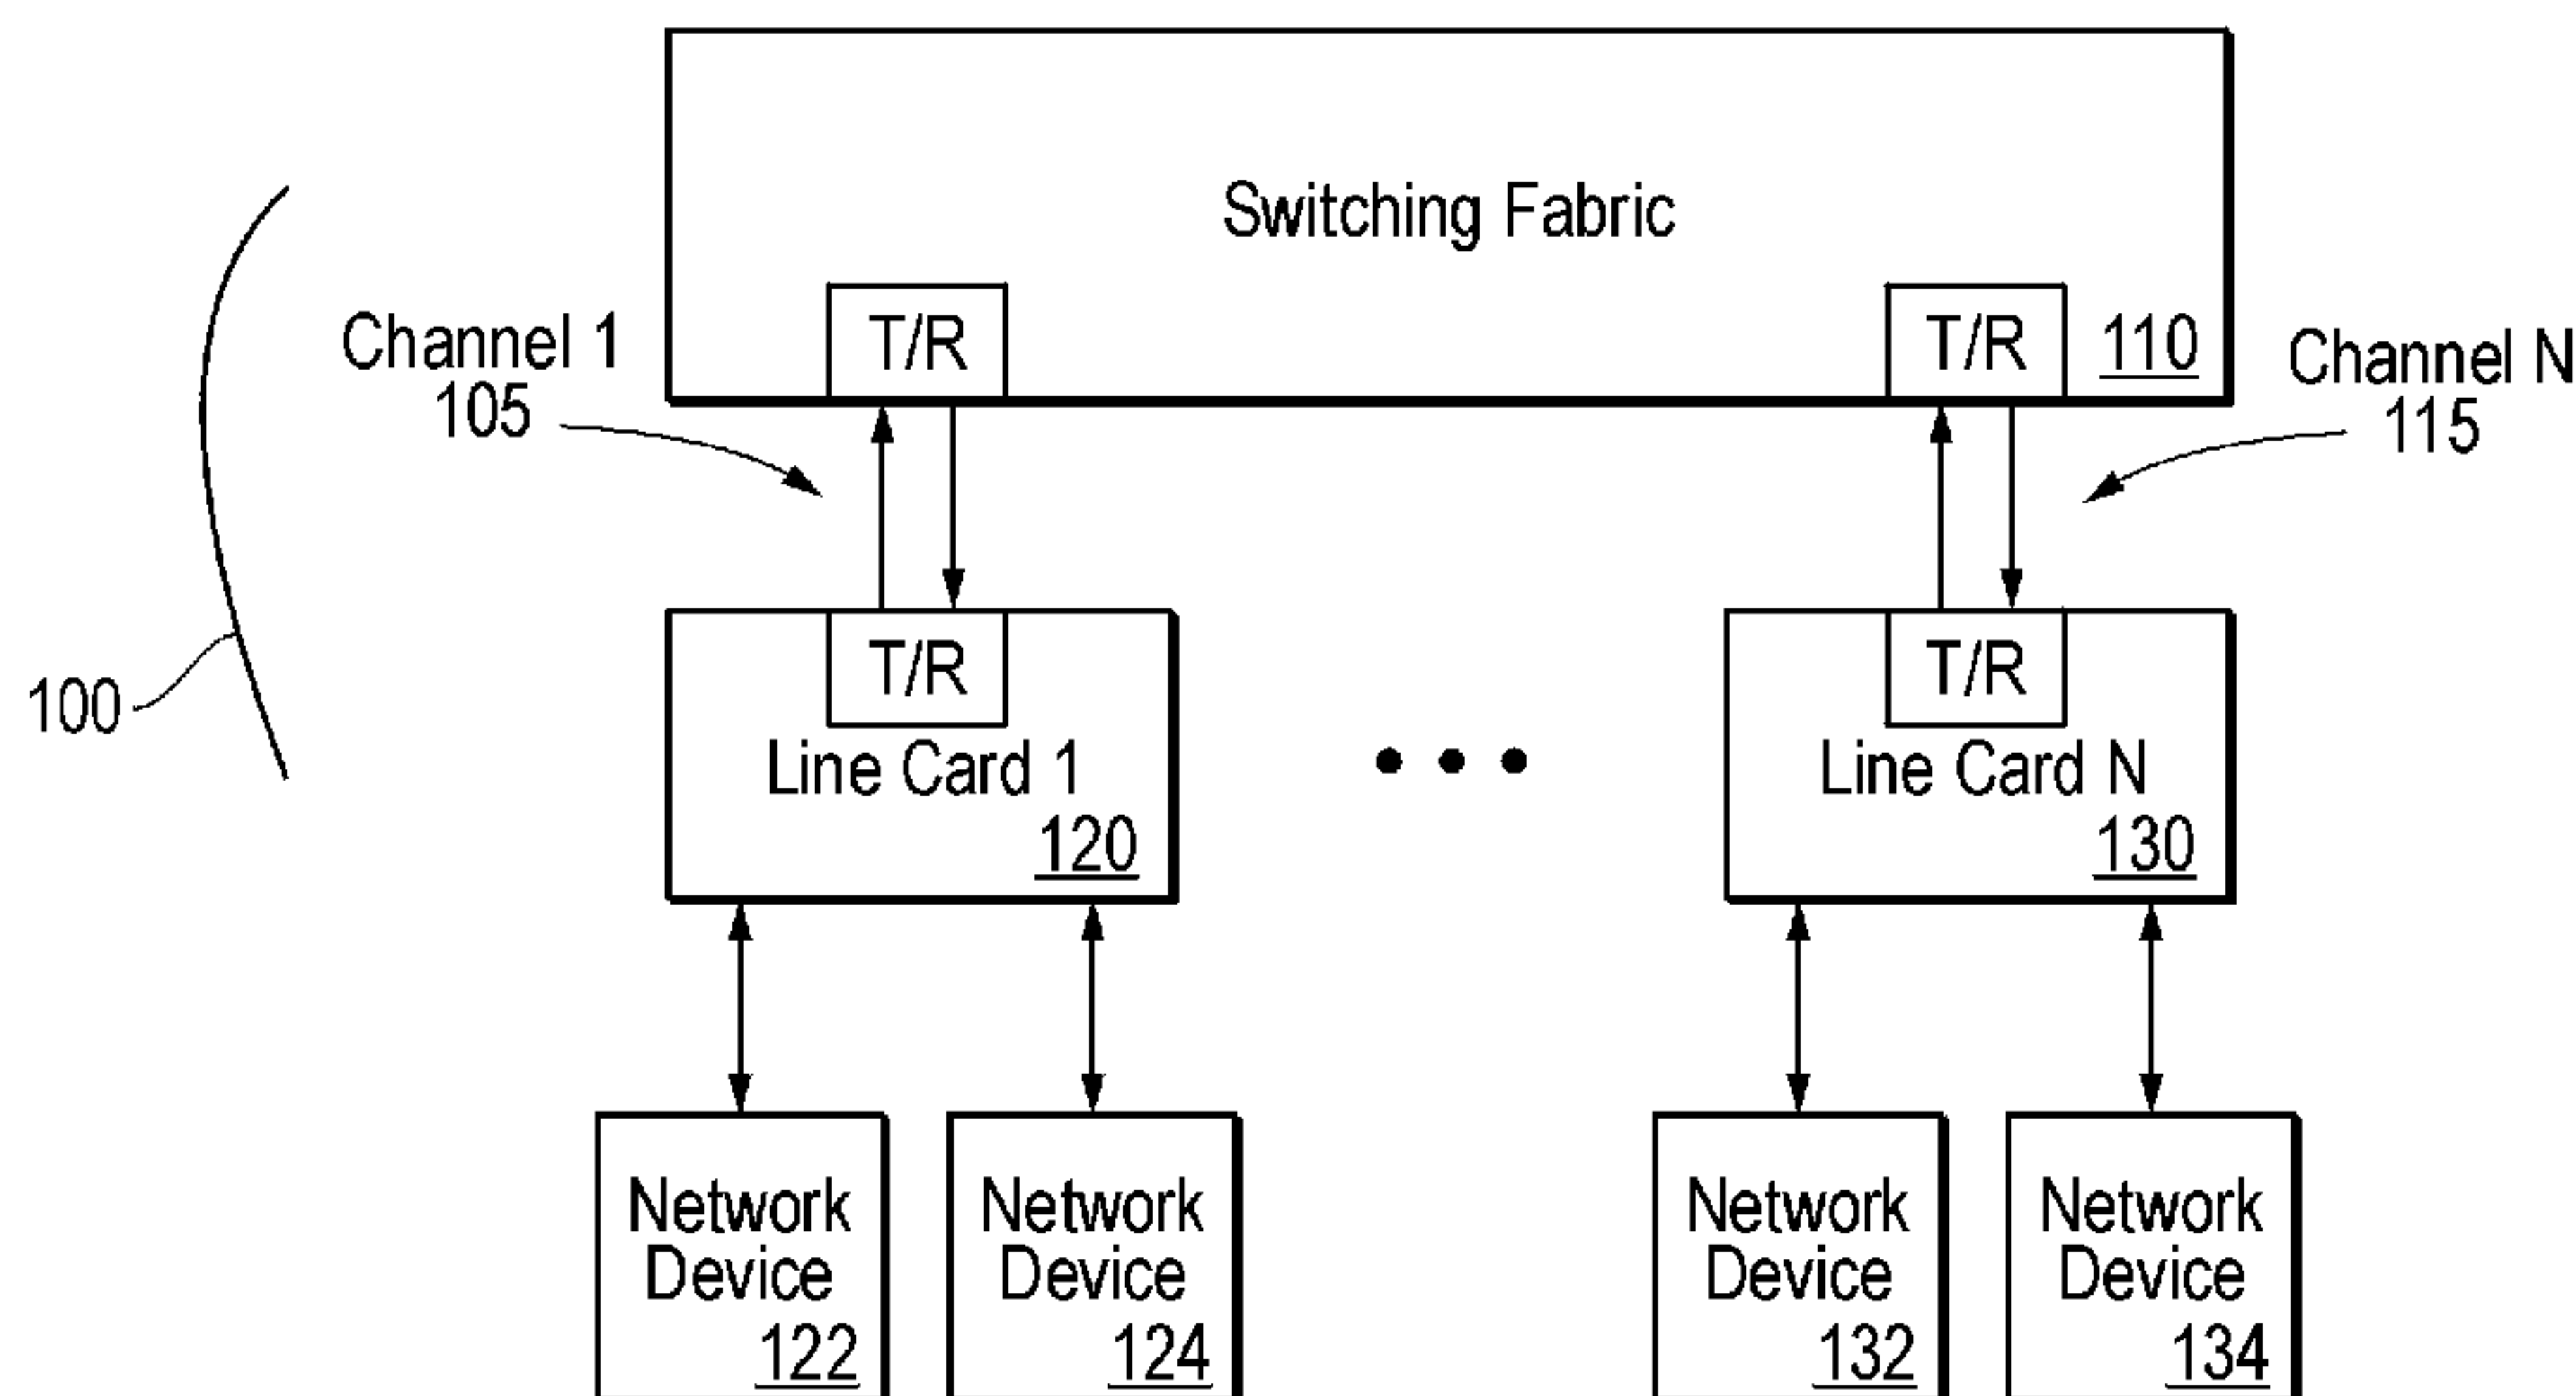 Switching Fabric
T/R
T/R
110
Channel 1
105
Channel N
115
100
T/R
Line Card 1
120
T/R
Line Card N
130
Network
Device
122
Network
Device
124
Network
Device
132
Network
Device
134